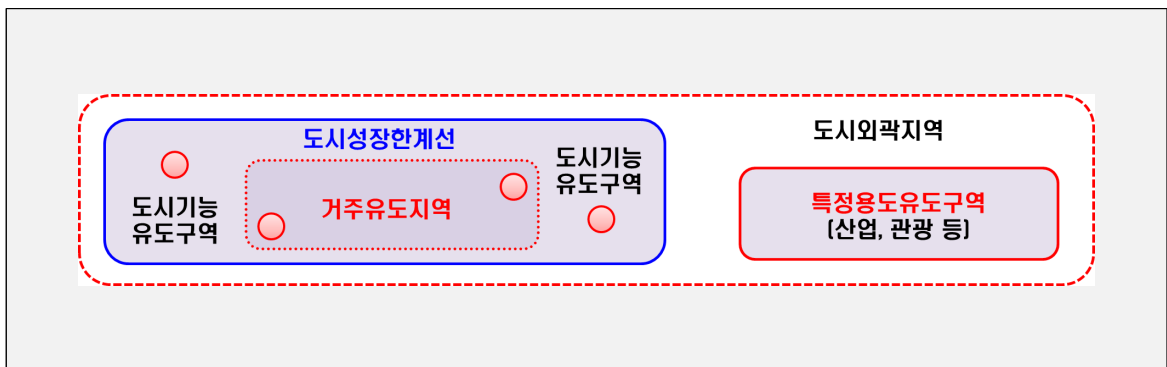 도시성장한계선
도시기능
유도구역
거주유도지역
도시기능
유도구역
도시외곽지역
특정용도유도구역
(산업, 관광 등)